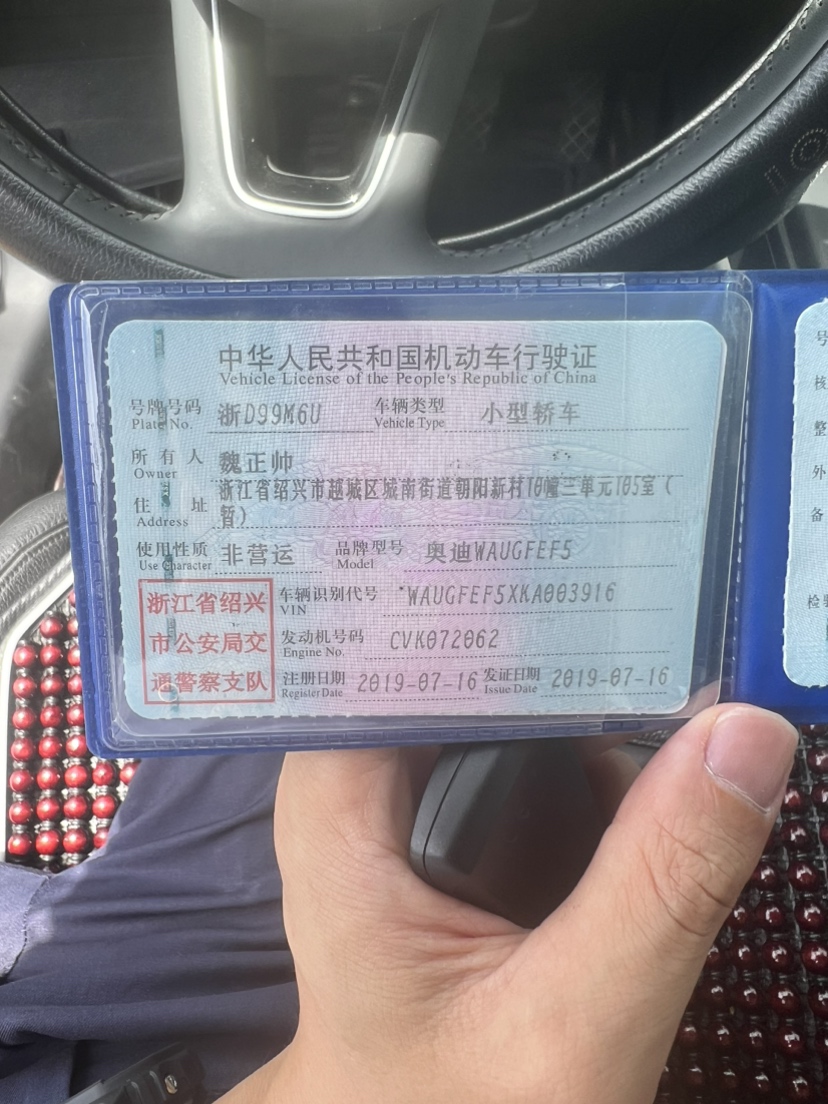 中华人民共和国机动车行驶证
Vehicle License of the People's Republic of China
号牌号码 浙D99M6U 车辆类型 小型轿车
Plate No. Vehicle Type
所有人 魏正帅
Owner
住址 浙江省绍兴市越城区城南街道朝阳新村10幢三单元105室（
Address 暂）
使用性质 非营运 品牌型号 奥迪WAUGFEF5
Use Character Model
浙江省绍兴
市公安局交
通警察支队
车辆识别代号 WAUGFEF5XKA003916
VIN
发动机号码 CVK072062
Engine No.
注册日期 2019-07-16 发证日期 2019-07-16
Register Date Issue Date
号
核
整
外
备
检